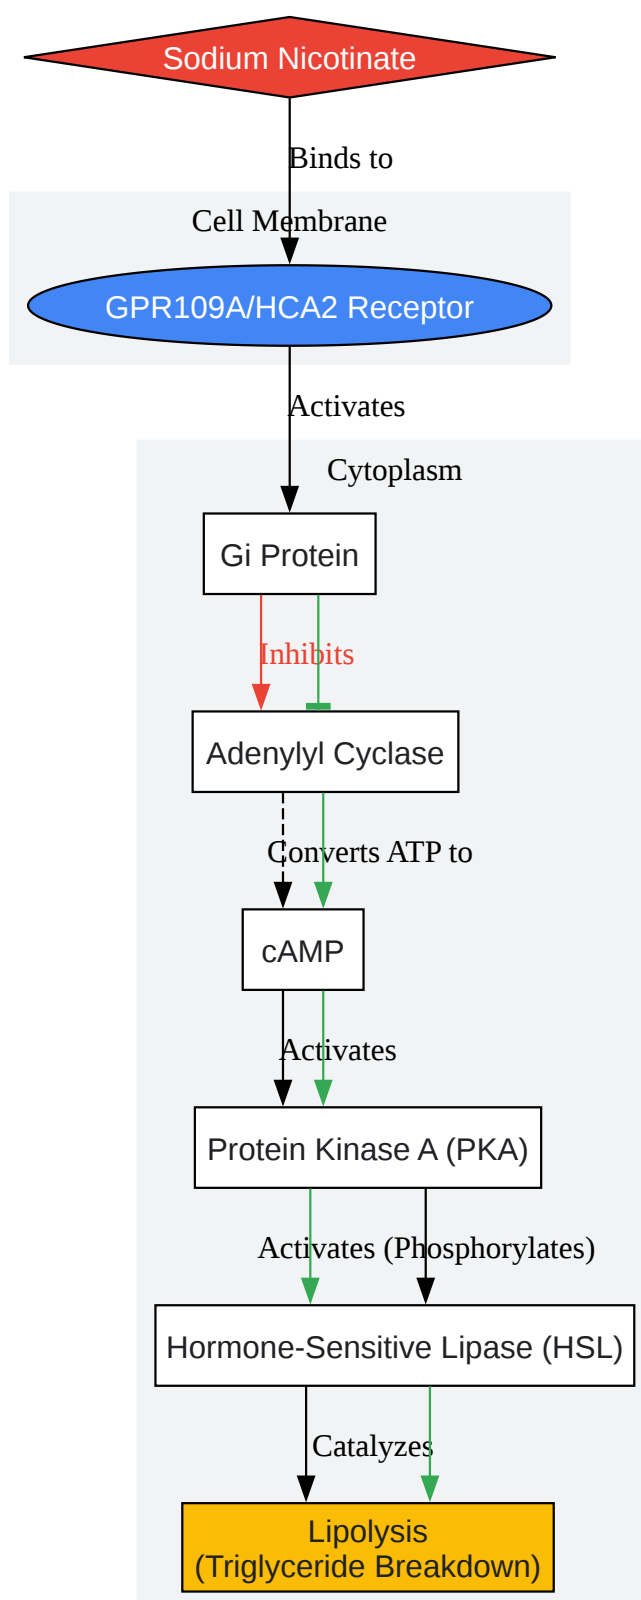 Sodium Nicotinate
Binds to
Cell Membrane
GPR109A/HCA2 Receptor
Activates
Cytoplasm
Gi Protein
Inhibits
Adenylyl Cyclase
Converts ATP to
cAMP
Activates
Protein Kinase A (PKA)
Activates (Phosphorylates)
Hormone-Sensitive Lipase (HSL)
Catalyzes
Lipolysis
(Triglyceride Breakdown)